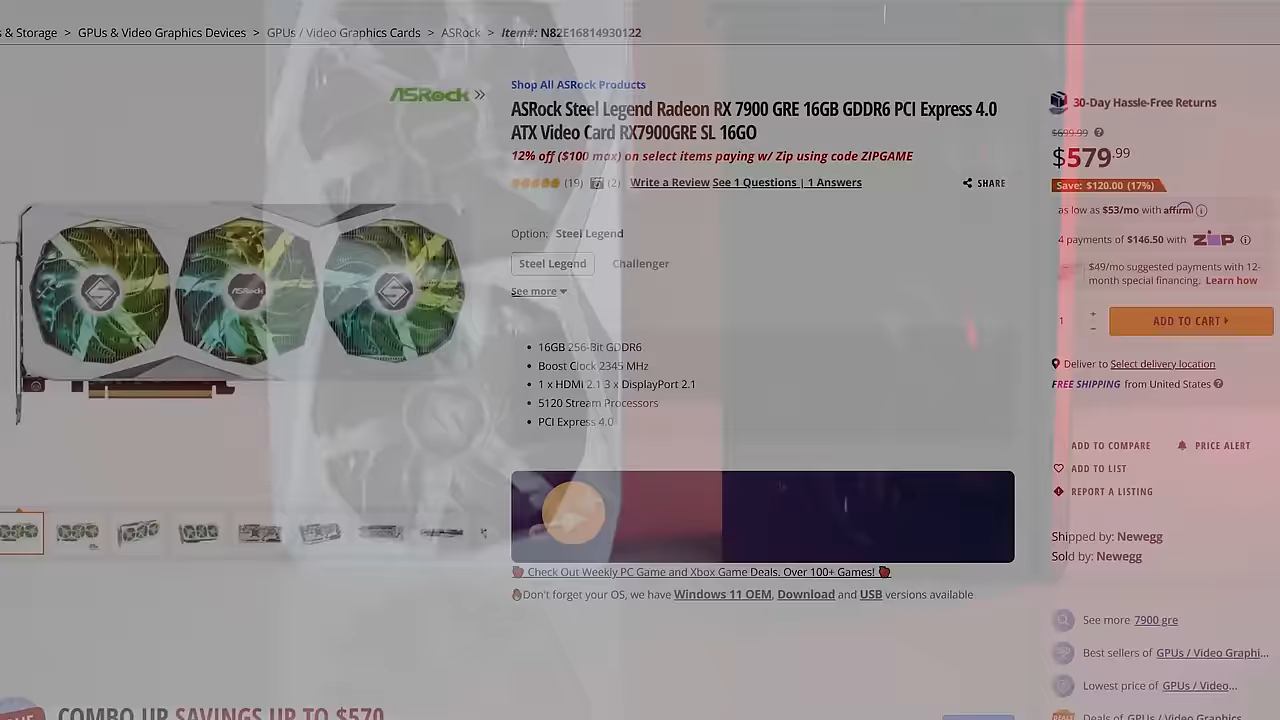 & Storage > GPUs & Video Graphics Devices > GPUs / Video Graphics Cards > ASRock > Item#: N82E16814930122
ASRock »
Shop All ASRock Products
ASRock Steel Legend Radeon RX 7900 GRE 16GB GDDR6 PCI Express 4.0
ATX Video Card RX7900GRE SL 16GO
12% off ($100 max) on select items paying w/ Zip using code ZIPGAME
(19) (2) Write a Review See 1 Questions | 1 Answers
SHARE
Option: Steel Legend
Steel Legend Challenger
See more
• 16GB 256-Bit GDDR6
• Boost Clock 2345 MHz
• 1 x HDMI 2.1 3 x DisplayPort 2.1
• 5120 Stream Processors
• PCI Express 4.0
Check Out Weekly PC Game and Xbox Game Deals. Over 100+ Games!
Don't forget your OS, we have Windows 11 OEM, Download and USB versions available
30-Day Hassle-Free Returns
$699.99
$579.99
Save: $120.00 (17%)
as low as $53/mo with affirm
4 payments of $146.50 with ZIP
$49/mo suggested payments with 12-
month special financing. Learn how
1 + −
ADD TO CART
Deliver to Select delivery location
FREE SHIPPING from United States
ADD TO COMPARE PRICE ALERT
ADD TO LIST
REPORT A LISTING
Shipped by: Newegg
Sold by: Newegg
See more 7900 gre
Best sellers of GPUs / Video Graphi...
Lowest price of GPUs / Video...
Deals of GPUs / Video Graphics
ASRock
COMBO UP SAVINGS UP TO $570